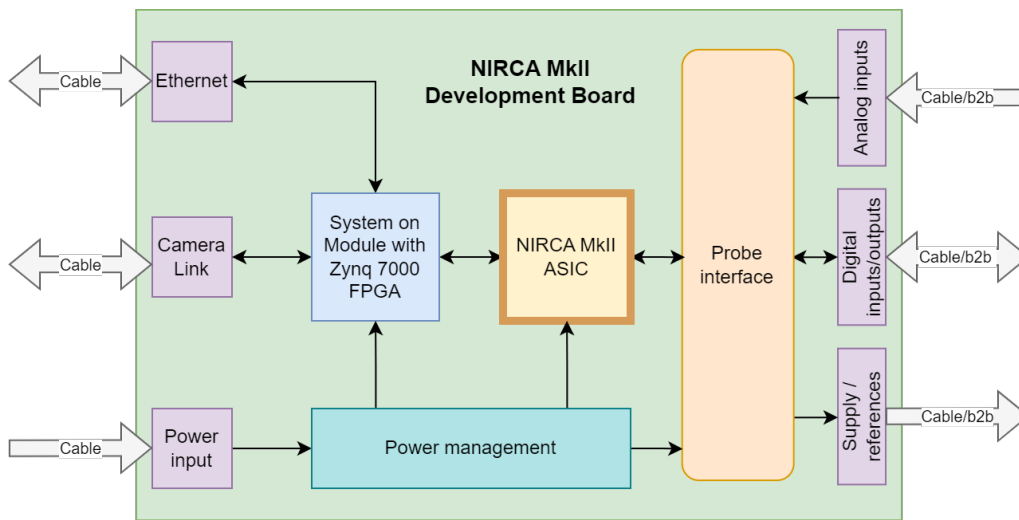 NIRCA MkII
Development Board
Cable
Ethernet
Analog inputs
Cable/b2b
Cable
Camera
Link
System on
Module with
Zynq 7000
FPGA
NIRCA MkII
ASIC
Probe
interface
Digital
inputs/outputs
Cable/b2b
Cable
Power
input
Power management
Supply /
references
Cable/b2b